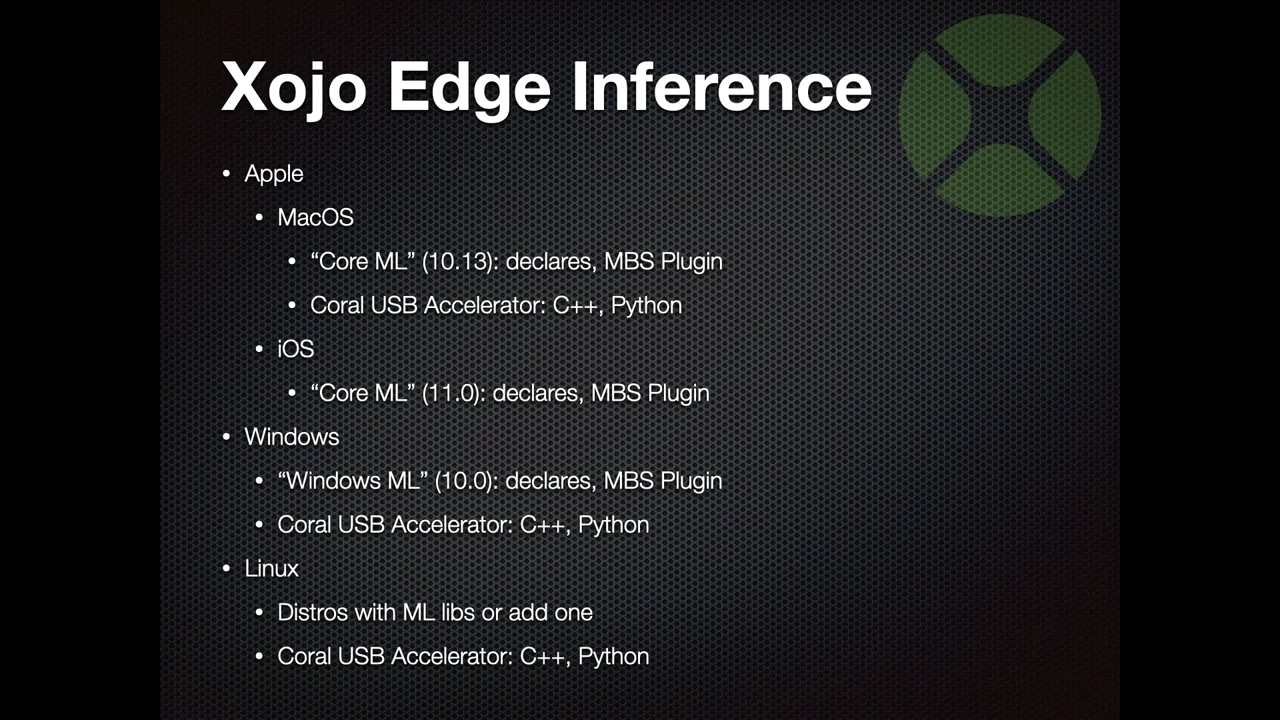 Xojo Edge Inference
• Apple
• MacOS
• “Core ML” (10.13): declares, MBS Plugin
• Coral USB Accelerator: C++, Python
• iOS
• “Core ML” (11.0): declares, MBS Plugin
• Windows
• “Windows ML” (10.0): declares, MBS Plugin
• Coral USB Accelerator: C++, Python
• Linux
• Distros with ML libs or add one
• Coral USB Accelerator: C++, Python